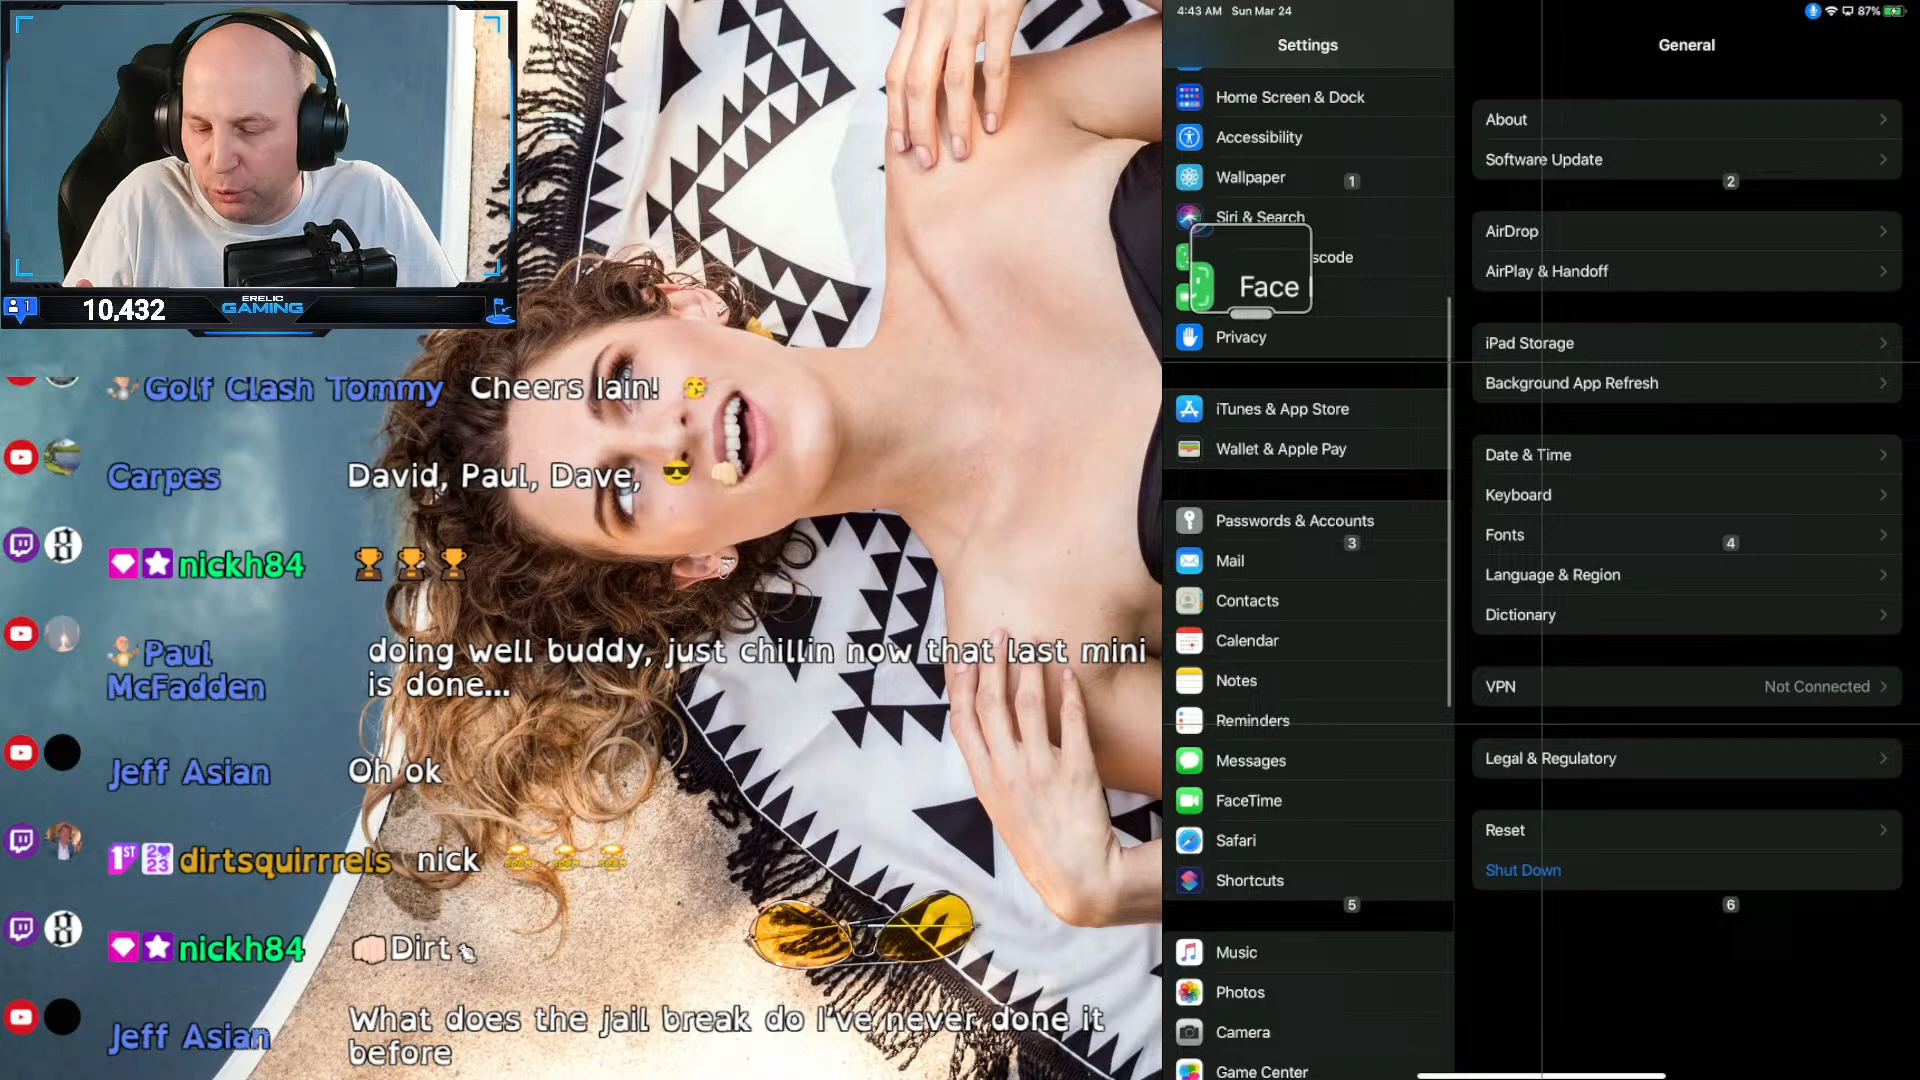 10,432
ERELIC
GAMING
1
Golf Clash Tommy Cheers Iain!
Carpes David, Paul, Dave,
nickh84
Paul McFadden doing well buddy, just chillin now that last mini
is done...
Jeff Asian Oh ok
1ST 23 dirtsquirrrels nick
nickh84 Dirt
Jeff Asian What does the jail break do I've never done it
before
4:43 AM Sun Mar 24
87%
Settings
Home Screen & Dock
Accessibility
Wallpaper
1
Siri & Search
scode
Face
Privacy
iTunes & App Store
Wallet & Apple Pay
Passwords & Accounts
3
Mail
Contacts
Calendar
Notes
Reminders
Messages
FaceTime
Safari
Shortcuts
5
Music
Photos
Camera
Game Center
General
About
Software Update
2
AirDrop
AirPlay & Handoff
iPad Storage
Background App Refresh
Date & Time
Keyboard
Fonts
4
Language & Region
Dictionary
VPN Not Connected
Legal & Regulatory
Reset
Shut Down
6